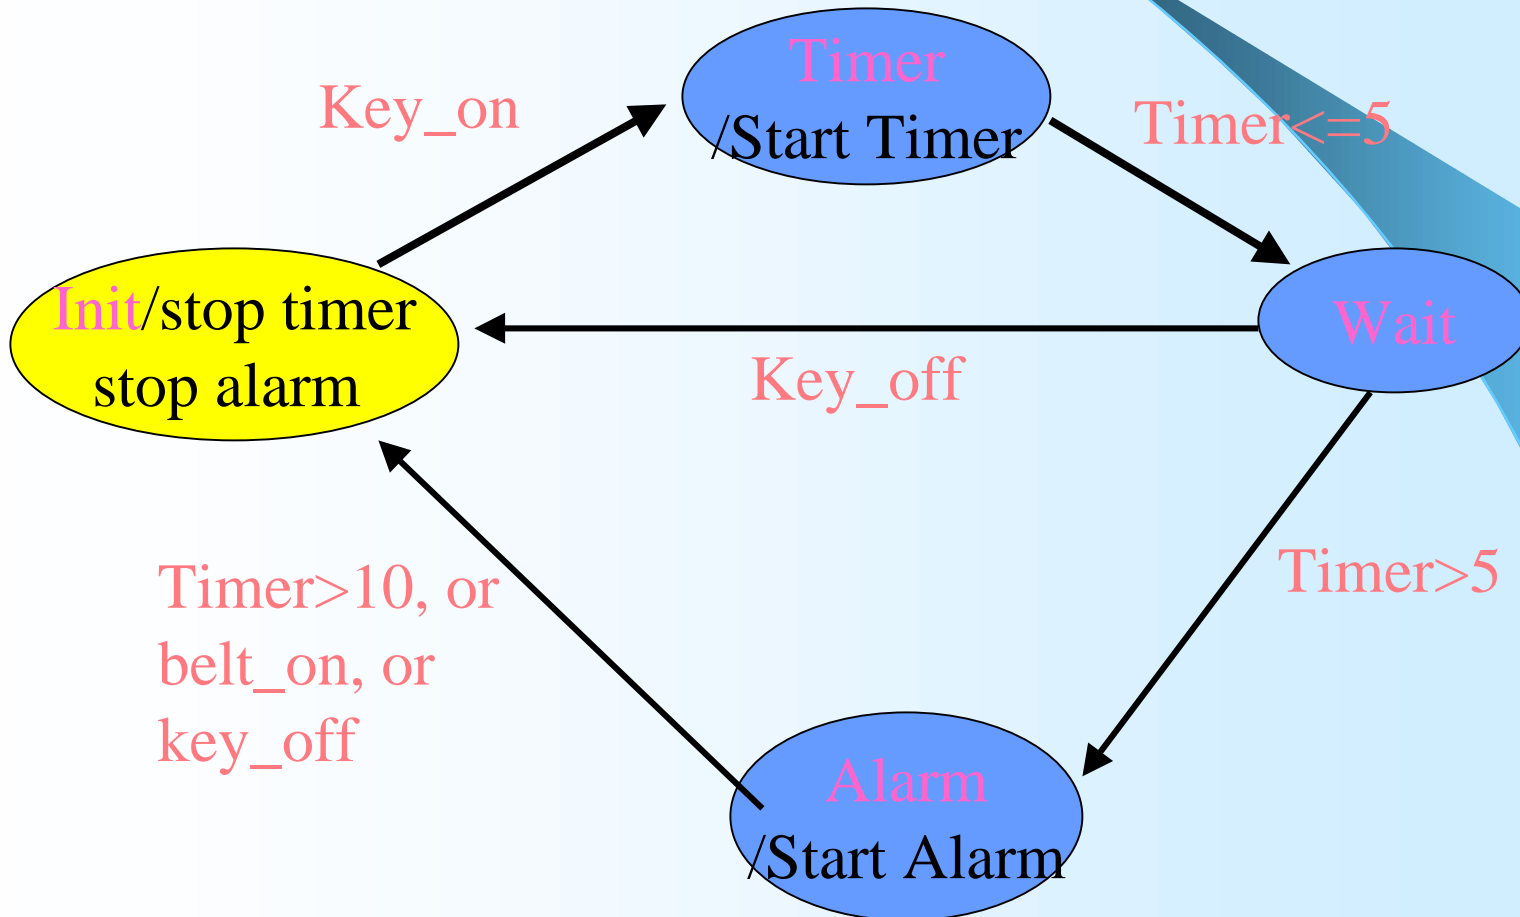 Timer
/Start Timer
Key_on
Timer<=5
Init/stop timer
stop alarm
Wait
Key_off
Timer>5
Timer>10, or
belt_on, or
key_off
Alarm
/Start Alarm